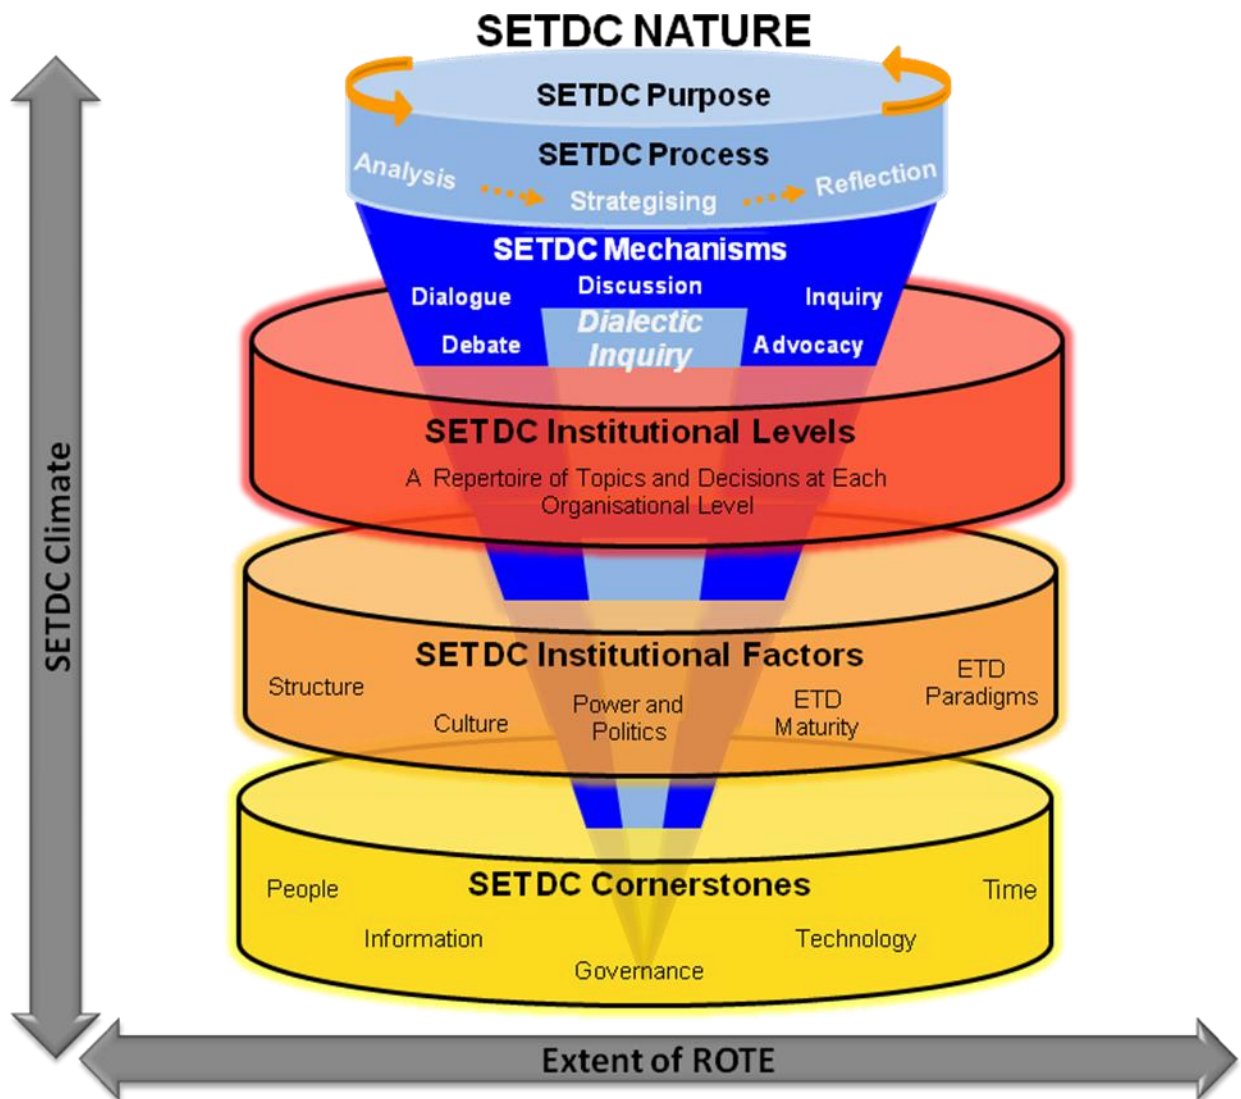 SETDC NATURE
SETDC Purpose
SETDC Process
Analysis
Strategising
Reflection
SETDC Mechanisms
Dialogue
Discussion
Inquiry
Debate
Dialectic
Inquiry
Advocacy
SETDC Institutional Levels
A Repertoire of Topics and Decisions at Each
Organisational Level
SETDC Institutional Factors
Structure
Culture
Power and
Politics
ETD
Maturity
ETD
Paradigms
SETDC Cornerstones
People
Information
Governance
Technology
Time
SETDC Climate
Extent of ROTE